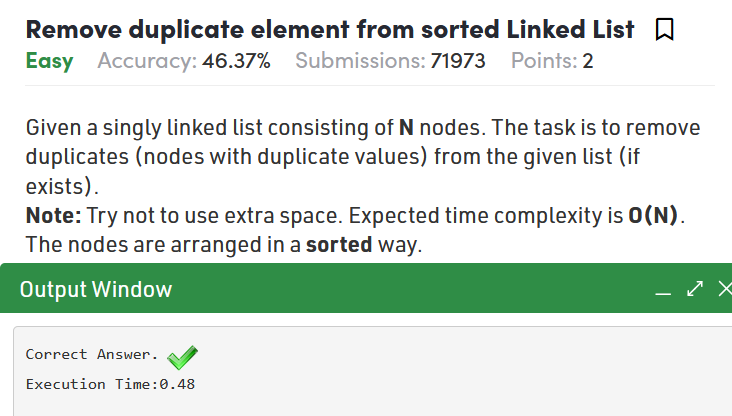 Remove duplicate element from sorted Linked List
Easy Accuracy: 46.37% Submissions: 71973 Points: 2
Given a singly linked list consisting of N nodes. The task is to remove
duplicates (nodes with duplicate values) from the given list (if
exists).
Note: Try not to use extra space. Expected time complexity is O(N).
The nodes are arranged in a sorted way.
Output Window
Correct Answer.
Execution Time:0.48